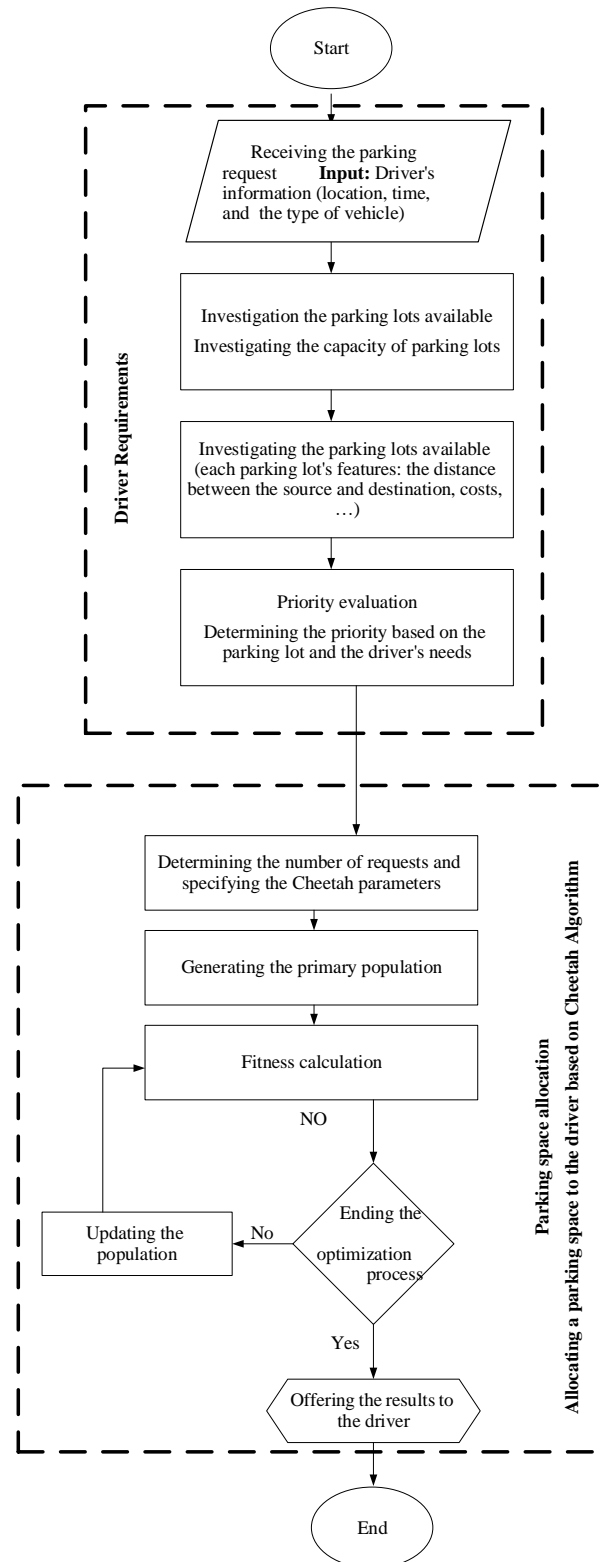 Start
Receiving the parking
request Input: Driver's
information (location, time,
and the type of vehicle)
Investigation the parking lots available
Investigating the capacity of parking lots
Investigating the parking lots available
(each parking lot's features: the distance
between the source and destination, costs,
…)
Priority evaluation
Determining the priority based on the
parking lot and the driver's needs
Driver Requirements
Determining the number of requests and
specifying the Cheetah parameters
Generating the primary population
Fitness calculation
NO
Ending the
optimization
process
No
Updating the
population
Yes
Offering the results to
the driver
Parking space allocation
Allocating a parking space to the driver based on Cheetah Algorithm
End